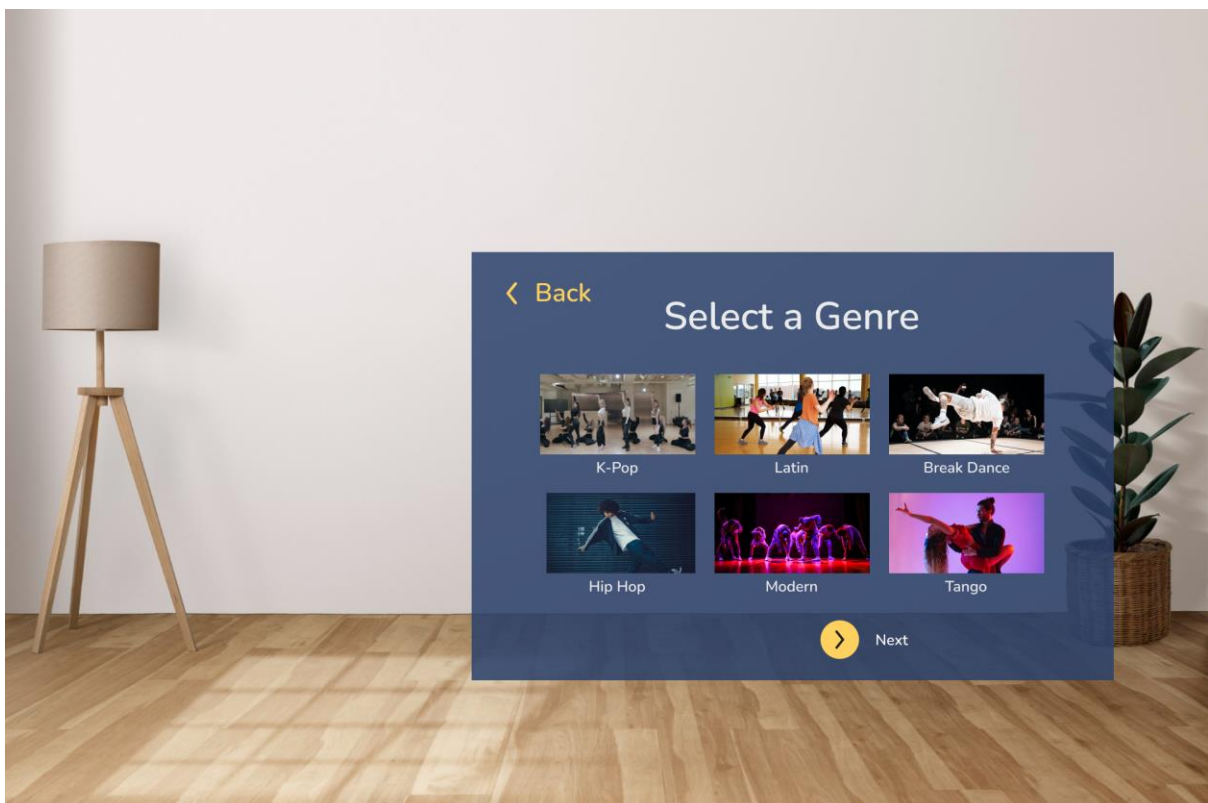 Back
Select a Genre
K-Pop
Latin
Break Dance
Hip Hop
Modern
Tango
Next